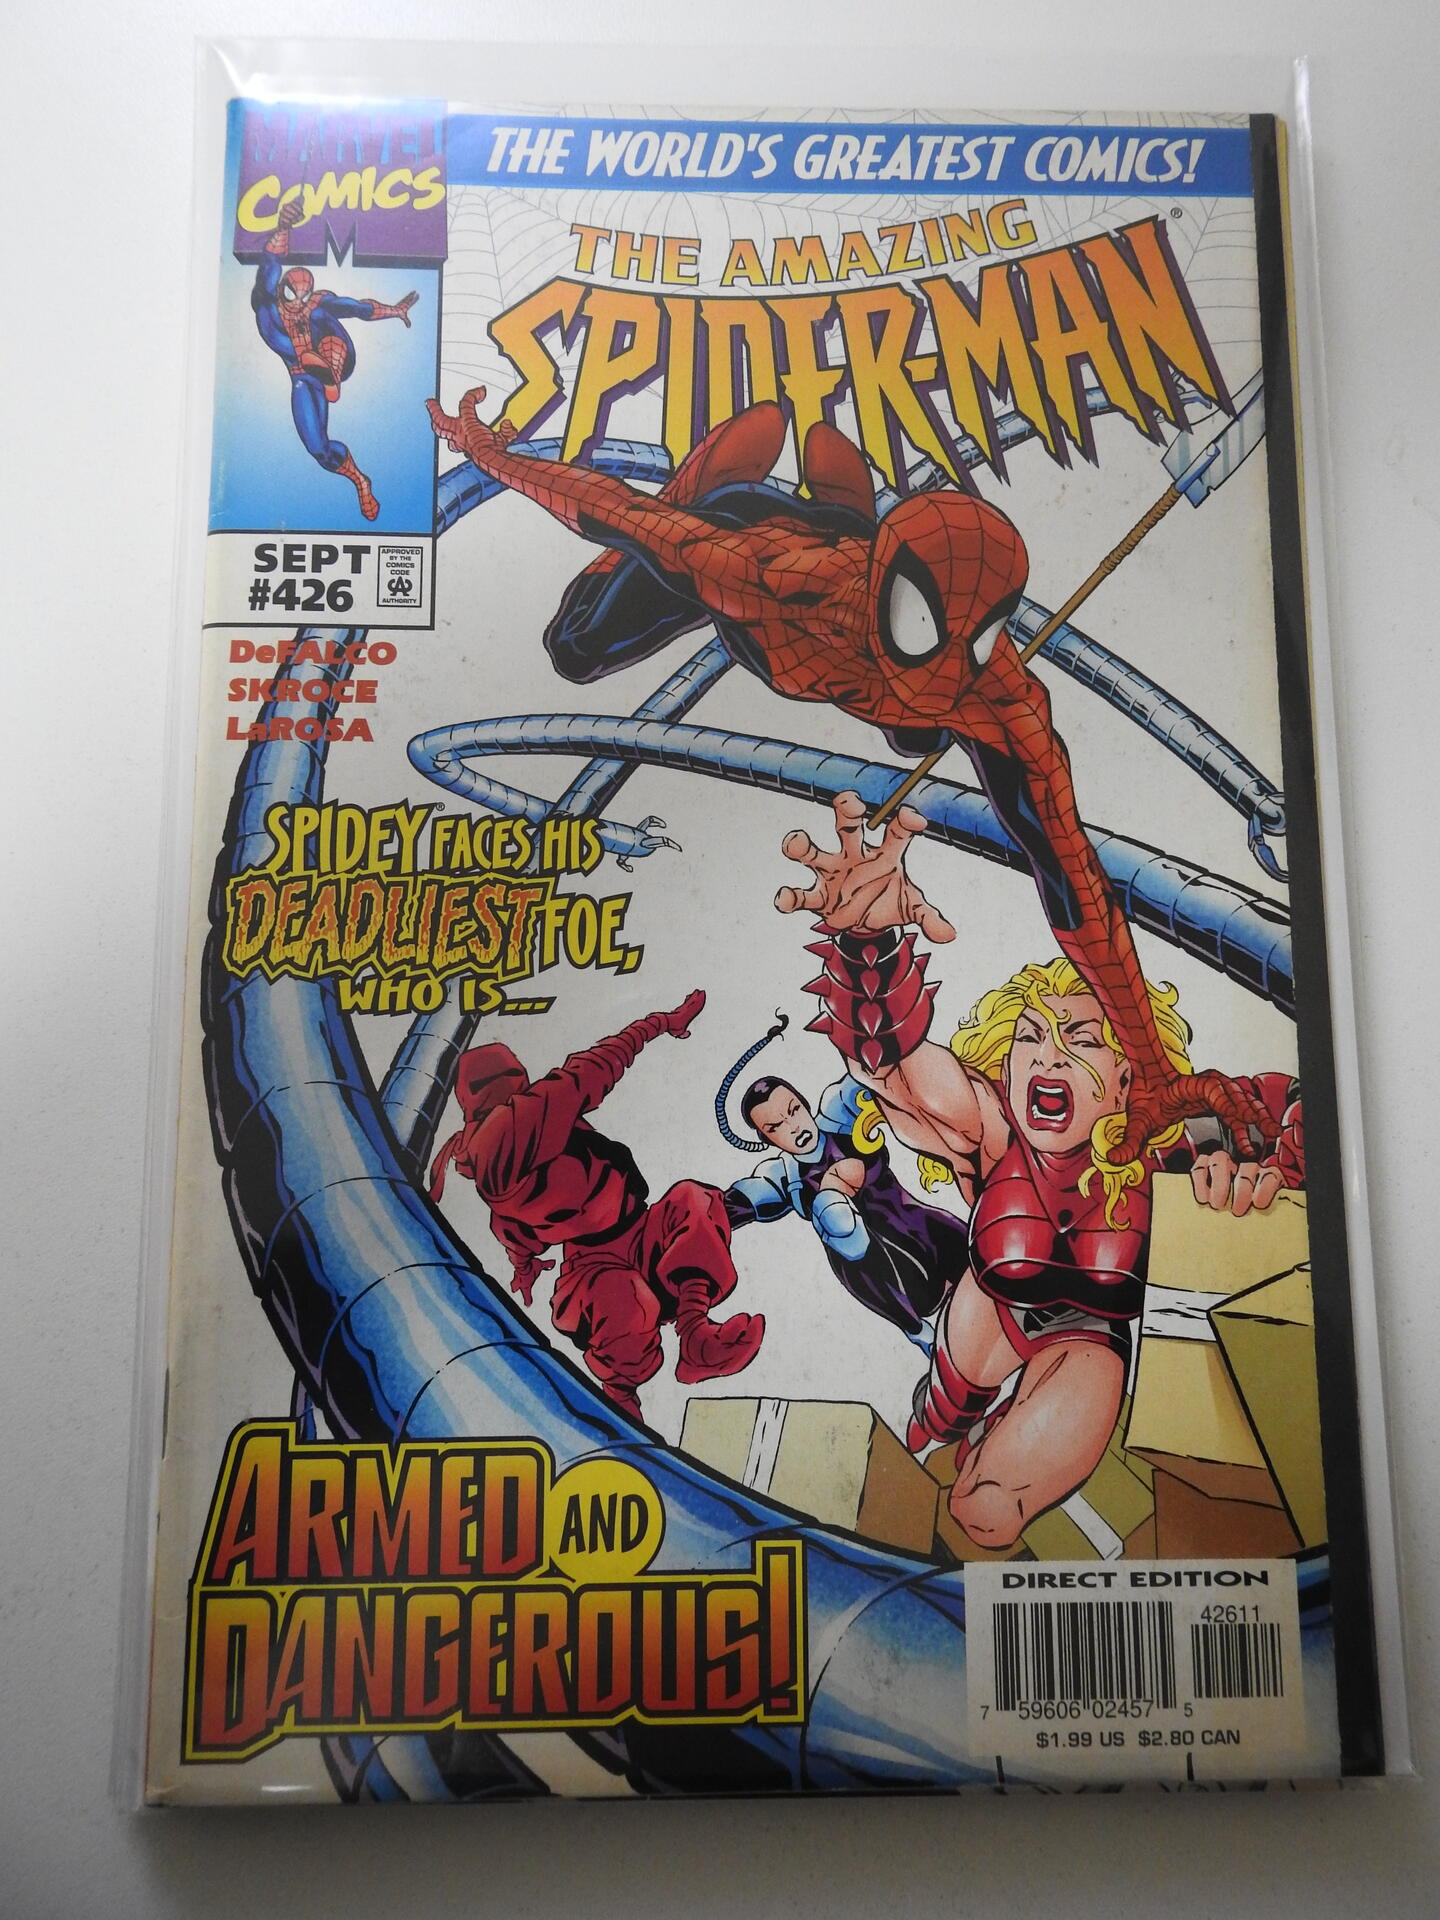 MARVEL
COMICS
M
THE WORLD'S GREATEST COMICS!
THE AMAZING
SPIDER-MAN®
SEPT
#426
APPROVED
BY THE
COMICS
CODE
CA
AUTHORITY
DeFALCO
SKROCE
LaROSA
SPIDEY® FACES HIS
DEADLIEST FOE,
WHO IS...
ARMED AND
DANGEROUS!
DIRECT EDITION
42611
7 59606 02457 5
$1.99 US $2.80 CAN